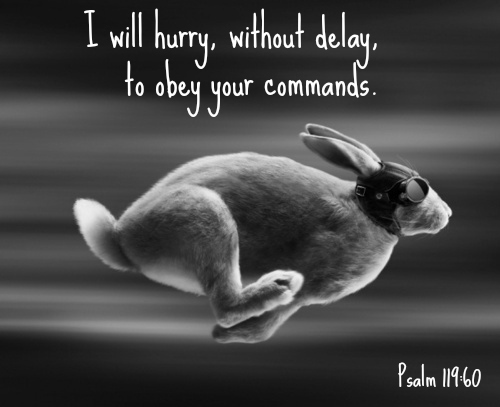 I will hurry, without delay,
to obey your commands.
Psalm 119:60